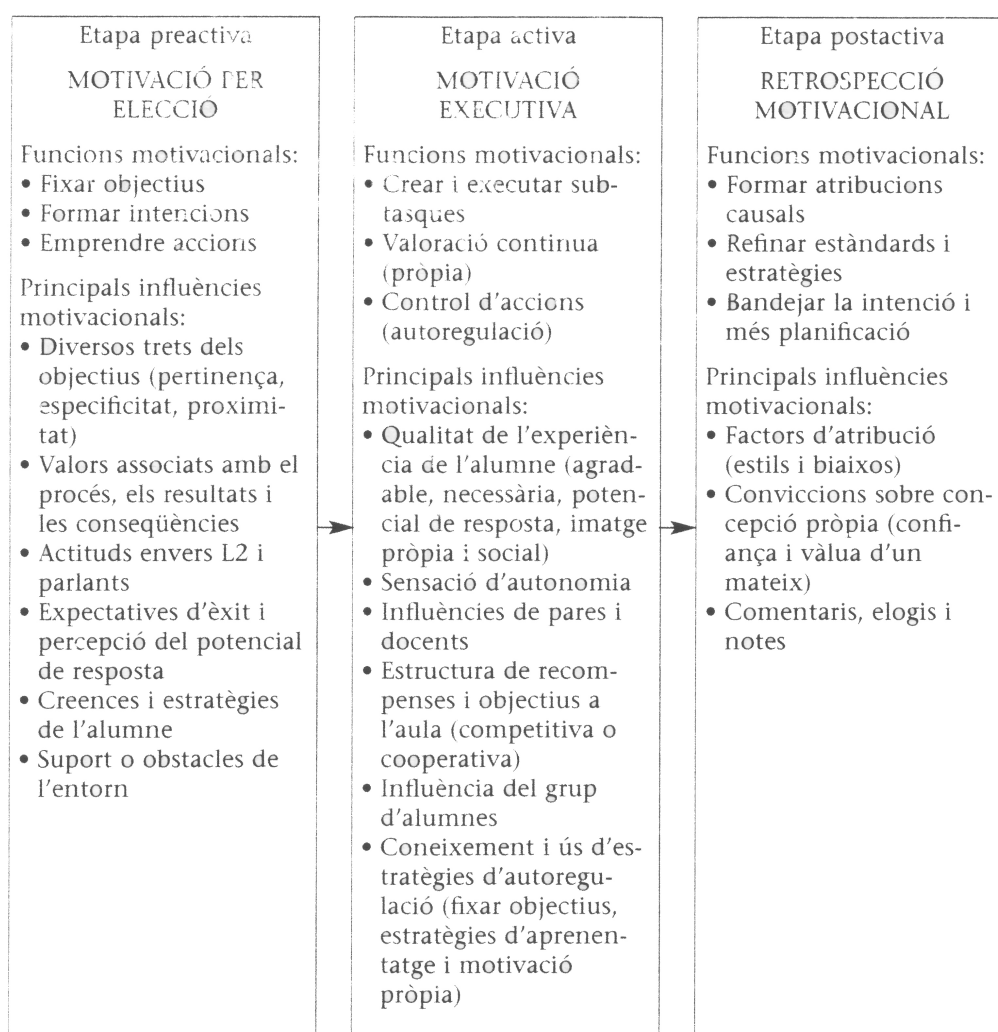 Etapa preactiva
MOTIVACIÓ PER
ELECCIÓ
Funcions motivacionals:
• Fixar objectius
• Formar intencions
• Emprendre accions
Principals influències
motivacionals:
• Diversos trets dels
objectius (pertinença,
especificitat, proximi-
tat)
• Valors associats amb el
procés, els resultats i
les conseqüències
• Actituds envers L2 i
parlants
• Expectatives d'èxit i
percepció del potencial
de resposta
• Creences i estratègies
de l'alumne
• Suport o obstacles de
l'entorn
Etapa activa
MOTIVACIÓ
EXECUTIVA
Funcions motivacionals:
• Crear i executar sub-
tasques
• Valoració continua
(pròpia)
• Control d'accions
(autoregulació)
Principals influències
motivacionals:
• Qualitat de l'experièn-
cia de l'alumne (agrad-
able, necessària, poten-
cial de resposta, imatge
pròpia i social)
• Sensació d'autonomia
• Influències de pares i
docents
• Estructura de recom-
penses i objectius a
l'aula (competitiva o
cooperativa)
• Influència del grup
d'alumnes
• Coneixement i ús d'es-
tratègies d'autoregu-
lació (fixar objectius,
estratègies d'aprenen-
tatge i motivació
pròpia)
Etapa postactiva
RETROSPECCIÓ
MOTIVACIONAL
Funcions motivacionals:
• Formar atribucions
causals
• Refinar estàndards i
estratègies
• Bandejar la intenció i
més planificació
Principals influències
motivacionals:
• Factors d'atribució
(estils i biaixos)
• Conviccions sobre con-
cepció pròpia (confi-
ança i vàlua d'un
mateix)
• Comentaris, elogis i
notes